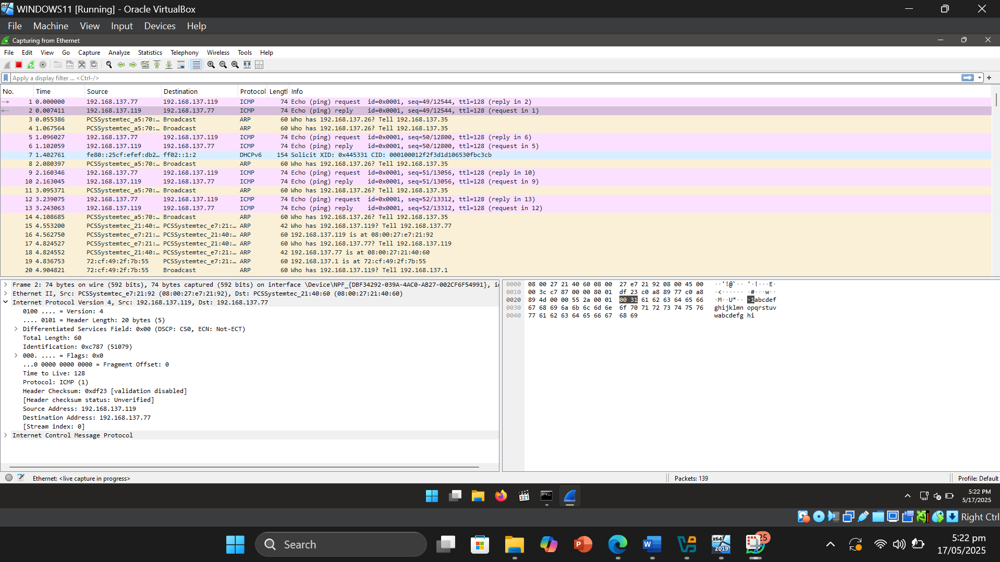 WINDOWS11 [Running] - Oracle VirtualBox
File Machine View Input Devices Help
Capturing from Ethernet
File Edit View Go Capture Analyze Statistics Telephony Wireless Tools Help
Apply a display filter ... <Ctrl-/>
No. Time Source Destination Protocol Lengtl Info
1 0.000000 192.168.137.77 192.168.137.119 ICMP 74 Echo (ping) request id=0x0001, seq=49/12544, ttl=128 (reply in 2)
2 0.007411 192.168.137.119 192.168.137.77 ICMP 74 Echo (ping) reply id=0x0001, seq=49/12544, ttl=128 (request in 1)
3 0.055386 PCSSystemtec_a5:70:… Broadcast ARP 60 Who has 192.168.137.26? Tell 192.168.137.35
4 1.067564 PCSSystemtec_a5:70:… Broadcast ARP 60 Who has 192.168.137.26? Tell 192.168.137.35
5 1.096027 192.168.137.77 192.168.137.119 ICMP 74 Echo (ping) request id=0x0001, seq=50/12800, ttl=128 (reply in 6)
6 1.102059 192.168.137.119 192.168.137.77 ICMP 74 Echo (ping) reply id=0x0001, seq=50/12800, ttl=128 (request in 5)
7 1.402761 fe80::25cf:efef:db2… ff02::1:2 DHCPv6 154 Solicit XID: 0x445331 CID: 000100012f2f3d1d106530fbc3cb
8 2.080397 PCSSystemtec_a5:70:… Broadcast ARP 60 Who has 192.168.137.26? Tell 192.168.137.35
9 2.160346 192.168.137.77 192.168.137.119 ICMP 74 Echo (ping) request id=0x0001, seq=51/13056, ttl=128 (reply in 10)
10 2.163045 192.168.137.119 192.168.137.77 ICMP 74 Echo (ping) reply id=0x0001, seq=51/13056, ttl=128 (request in 9)
11 3.095371 PCSSystemtec_a5:70:… Broadcast ARP 60 Who has 192.168.137.26? Tell 192.168.137.35
12 3.239075 192.168.137.77 192.168.137.119 ICMP 74 Echo (ping) request id=0x0001, seq=52/13312, ttl=128 (reply in 13)
13 3.243063 192.168.137.119 192.168.137.77 ICMP 74 Echo (ping) reply id=0x0001, seq=52/13312, ttl=128 (request in 12)
14 4.108685 PCSSystemtec_a5:70:… Broadcast ARP 60 Who has 192.168.137.26? Tell 192.168.137.35
15 4.553200 PCSSystemtec_21:40:… PCSSystemtec_e7:21:… ARP 42 Who has 192.168.137.119? Tell 192.168.137.77
16 4.562750 PCSSystemtec_e7:21:… PCSSystemtec_21:40:… ARP 60 192.168.137.119 is at 08:00:27:e7:21:92
17 4.824527 PCSSystemtec_e7:21:… PCSSystemtec_21:40:… ARP 60 Who has 192.168.137.77? Tell 192.168.137.119
18 4.824552 PCSSystemtec_21:40:… PCSSystemtec_e7:21:… ARP 42 192.168.137.77 is at 08:00:27:21:40:60
19 4.836753 72:cf:49:2f:7b:55 PCSSystemtec_e7:21:… ARP 60 192.168.137.1 is at 72:cf:49:2f:7b:55
20 4.904821 72:cf:49:2f:7b:55 Broadcast ARP 60 Who has 192.168.137.119? Tell 192.168.137.1
Frame 2: 74 bytes on wire (592 bits), 74 bytes captured (592 bits) on interface \Device\NPF_{DBF34292-039A-4AC0-AB27-002CF6F54991}, i
Ethernet II, Src: PCSSystemtec_e7:21:92 (08:00:27:e7:21:92), Dst: PCSSystemtec_21:40:60 (08:00:27:21:40:60)
Internet Protocol Version 4, Src: 192.168.137.119, Dst: 192.168.137.77
0100 .... = Version: 4
.... 0101 = Header Length: 20 bytes (5)
Differentiated Services Field: 0x00 (DSCP: CS0, ECN: Not-ECT)
Total Length: 60
Identification: 0xc787 (51079)
000. .... = Flags: 0x0
...0 0000 0000 0000 = Fragment Offset: 0
Time to Live: 128
Protocol: ICMP (1)
Header Checksum: 0xdf23 [validation disabled]
[Header checksum status: Unverified]
Source Address: 192.168.137.119
Destination Address: 192.168.137.77
[Stream index: 0]
Internet Control Message Protocol
0000 08 00 27 21 40 60 08 00 27 e7 21 92 08 00 45 00 ··'!@`·· '·!···E·
0010 00 3c c7 87 00 00 80 01 df 23 c0 a8 89 77 c0 a8 ·<······ ·#···w··
0020 89 4d 00 00 55 2a 00 01 00 31 61 62 63 64 65 66 ·M··U*·· ·1abcdef
0030 67 68 69 6a 6b 6c 6d 6e 6f 70 71 72 73 74 75 76 ghijklmn opqrstuv
0040 77 61 62 63 64 65 66 67 68 69 wabcdefg hi
Ethernet: <live capture in progress>
Packets: 139
Profile: Default
321
5:22 PM
5/17/2025
Right Ctrl
Search
x64
2019
25
5:22 pm
17/05/2025